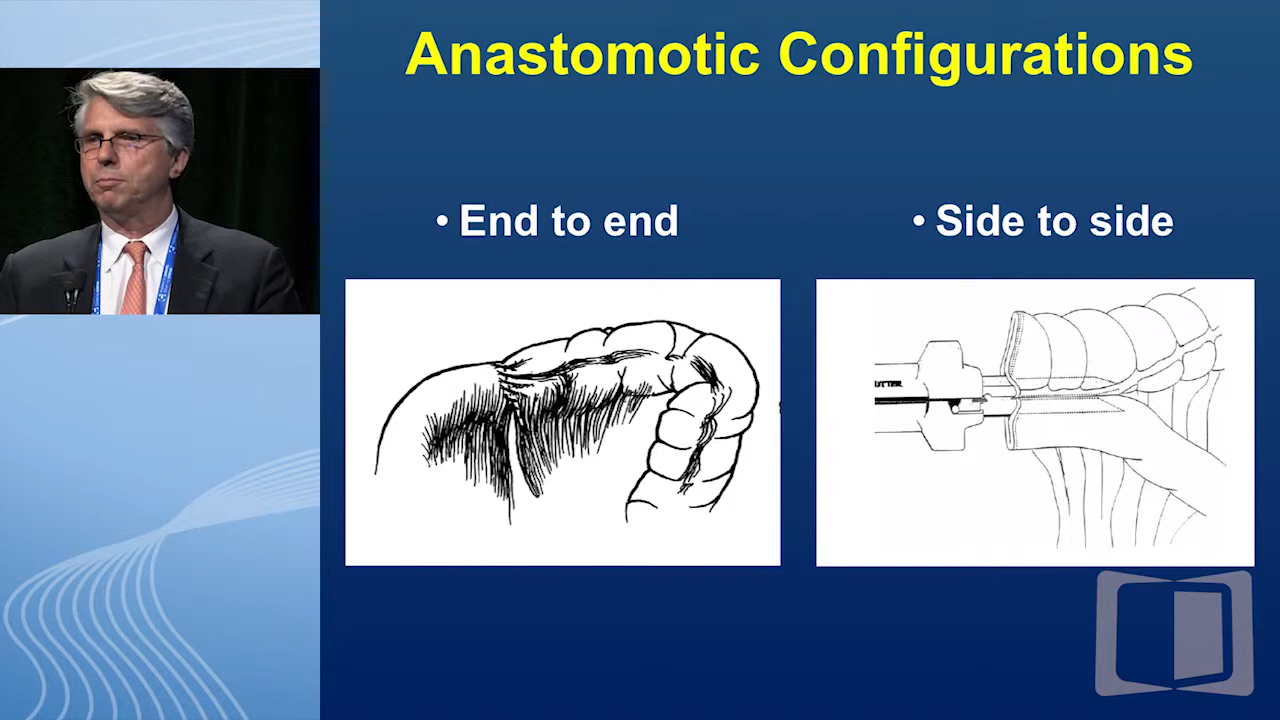 Anastomotic Configurations
• End to end
• Side to side